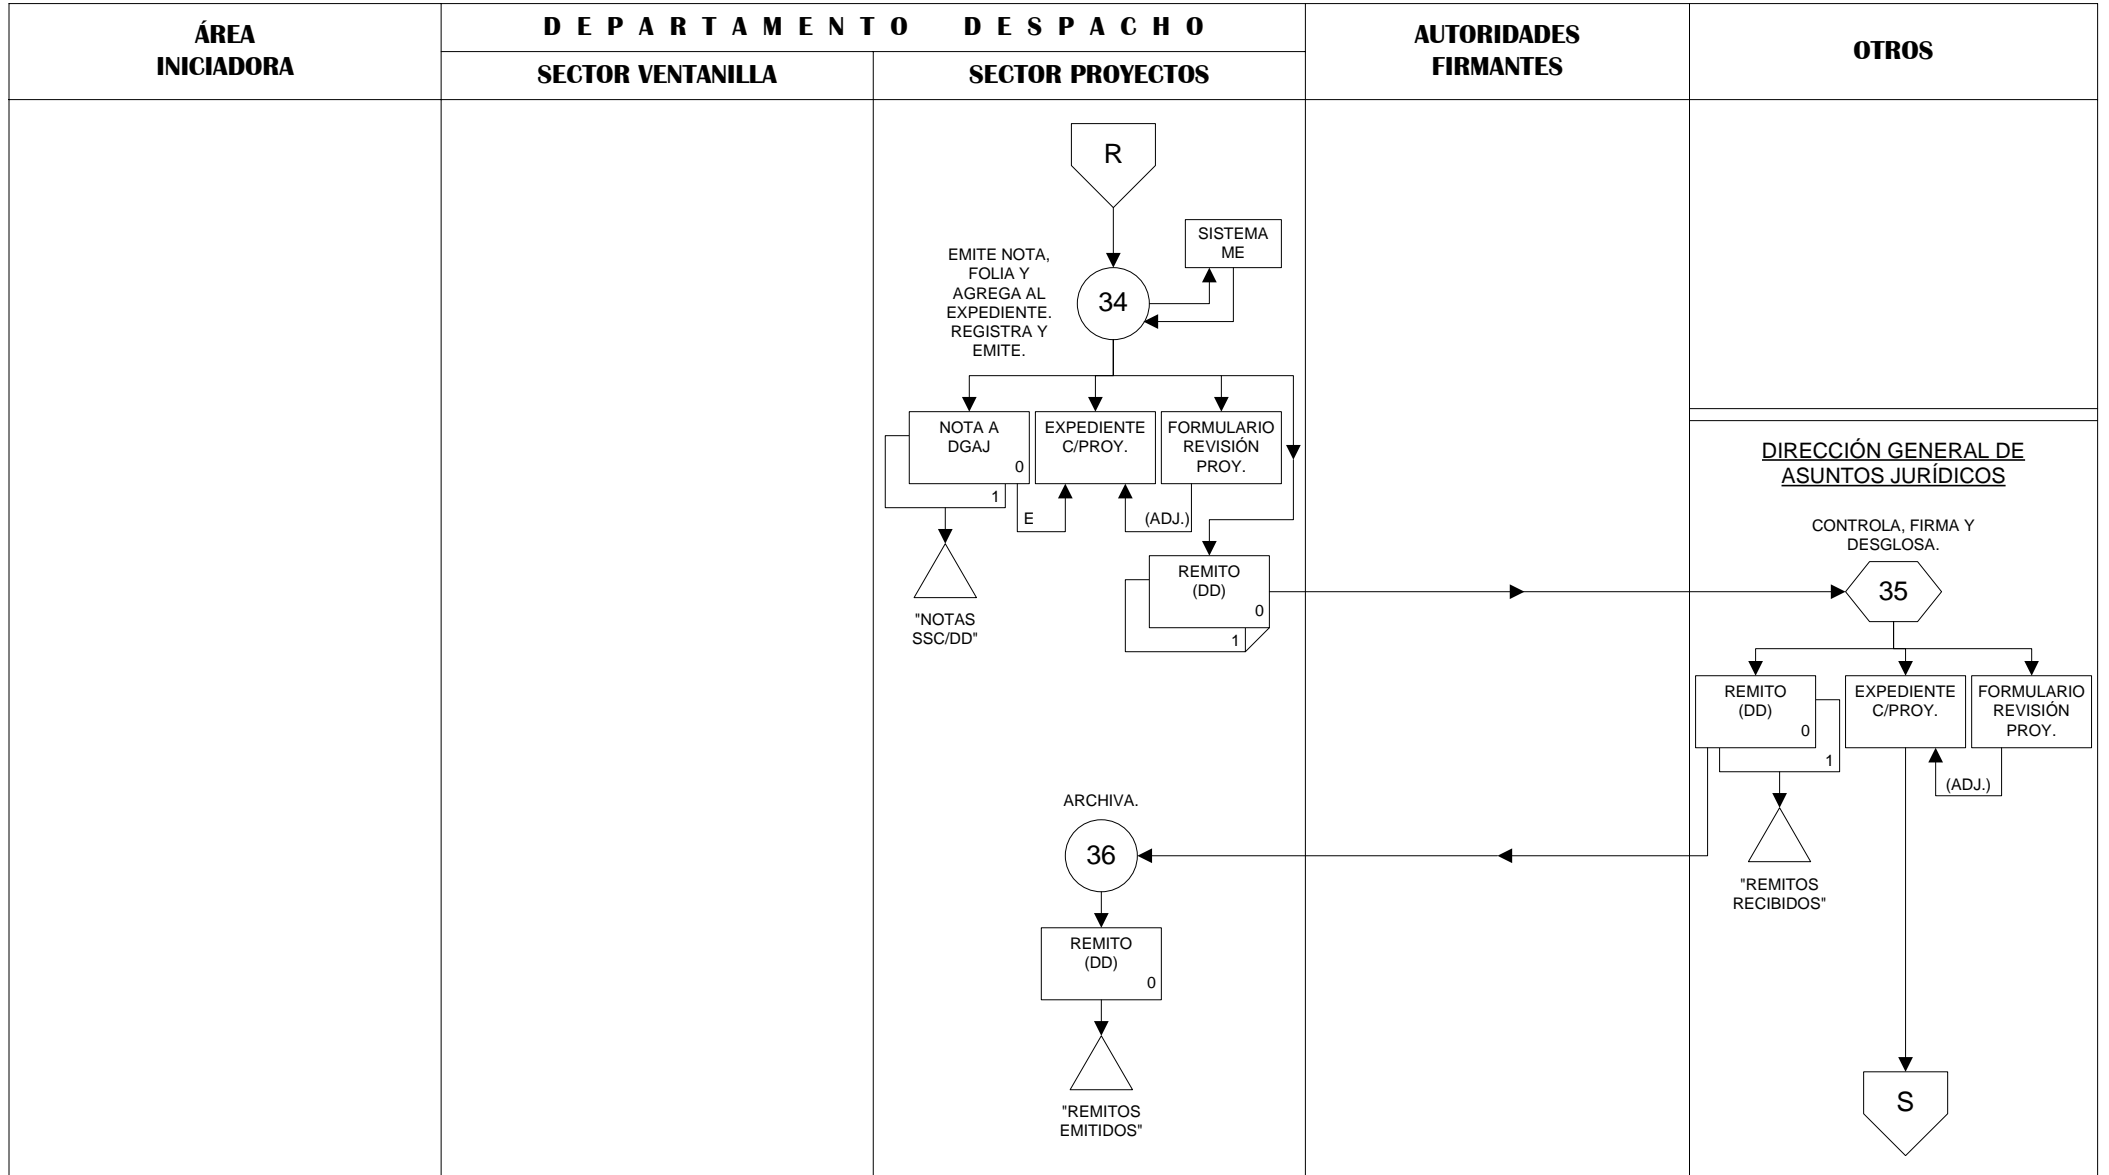 ÁREA
INICIADORA
DEPARTAMENTO DESPACHO
SECTOR VENTANILLA
SECTOR PROYECTOS
AUTORIDADES
FIRMANTES
OTROS
R
SISTEMA
ME
EMITE NOTA,
FOLIA Y
AGREGA AL
EXPEDIENTE.
REGISTRA Y
EMITE.
34
NOTA A
DGAJ
0
1
EXPEDIENTE
C/PROY.
FORMULARIO
REVISIÓN
PROY.
E
(ADJ.)
"NOTAS
SSC/DD"
REMITO
(DD)
0
1
DIRECCIÓN GENERAL DE
ASUNTOS JURÍDICOS
CONTROLA, FIRMA Y
DESGLOSA.
35
REMITO
(DD)
0
1
EXPEDIENTE
C/PROY.
FORMULARIO
REVISIÓN
PROY.
(ADJ.)
"REMITOS
RECIBIDOS"
ARCHIVA.
36
REMITO
(DD)
0
"REMITOS
EMITIDOS"
S